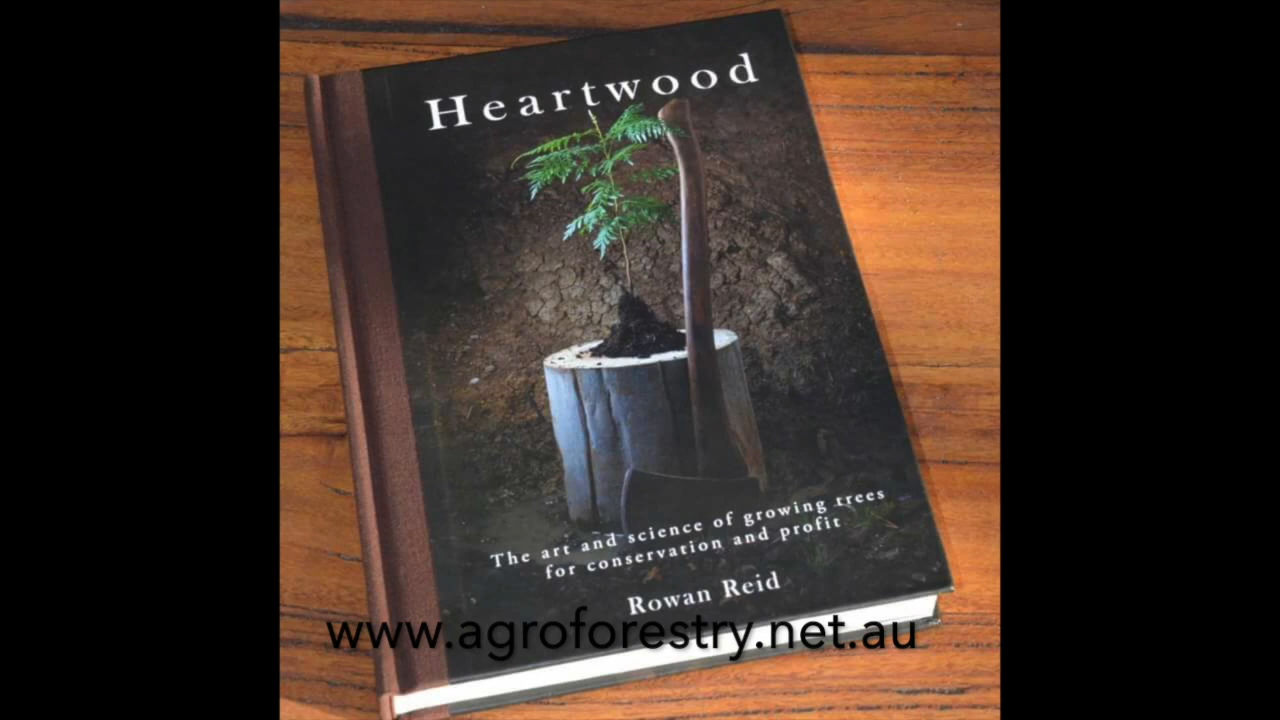 Heartwood
The art and science of growing trees
for conservation and profit
Rowan Reid
www.agroforestry.net.au